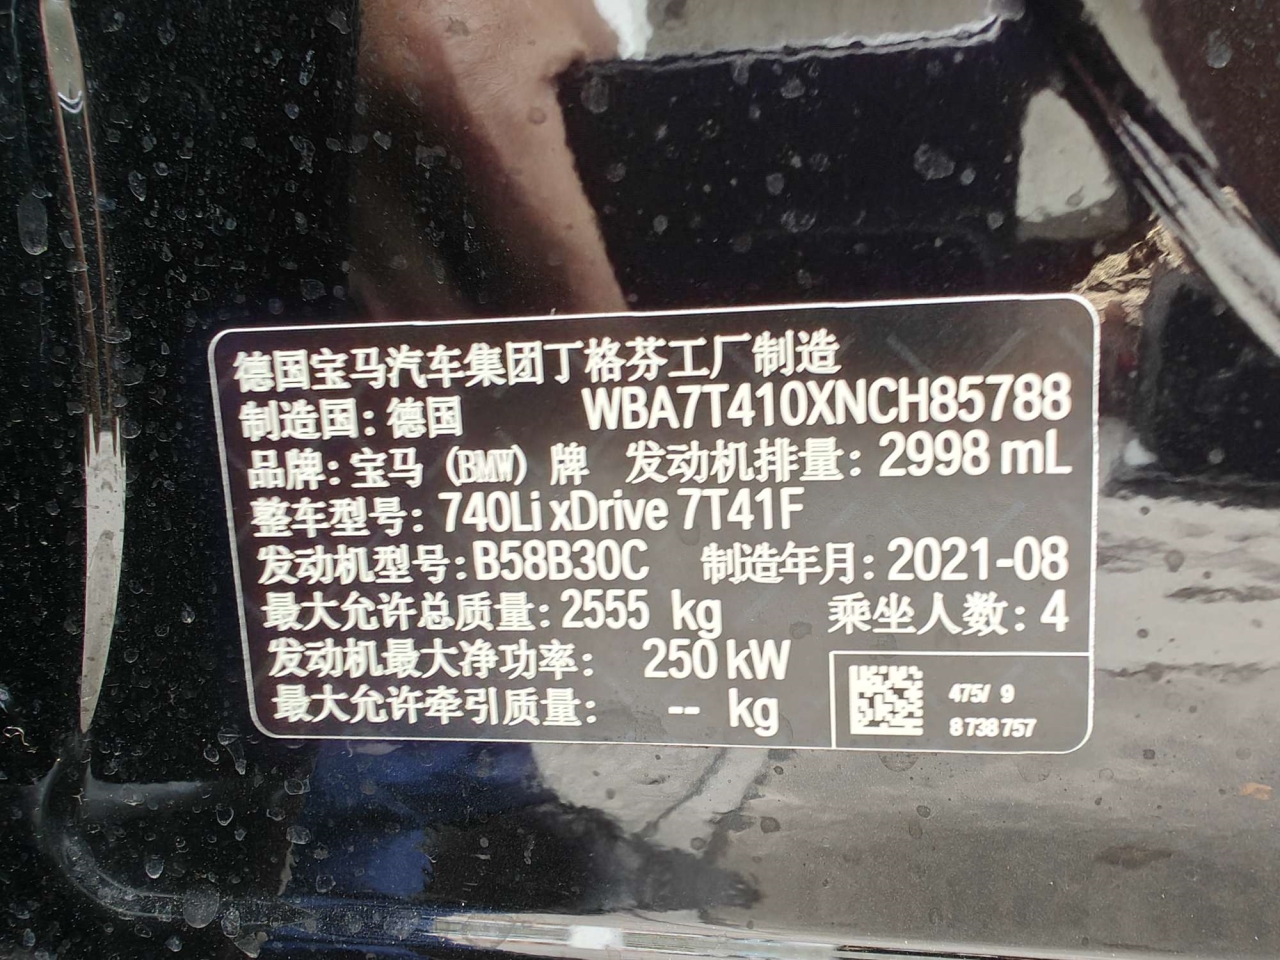 德国宝马汽车集团丁格芬工厂制造
制造国：德国 WBA7T410XNCH85788
品牌：宝马（BMW）牌 发动机排量：2998 mL
整车型号：740Li xDrive 7T41F
发动机型号：B58B30C 制造年月：2021-08
最大允许总质量：2555 kg 乘坐人数：4
发动机最大净功率： 250 kW
最大允许牵引质量： -- kg
475/ 9
8738757